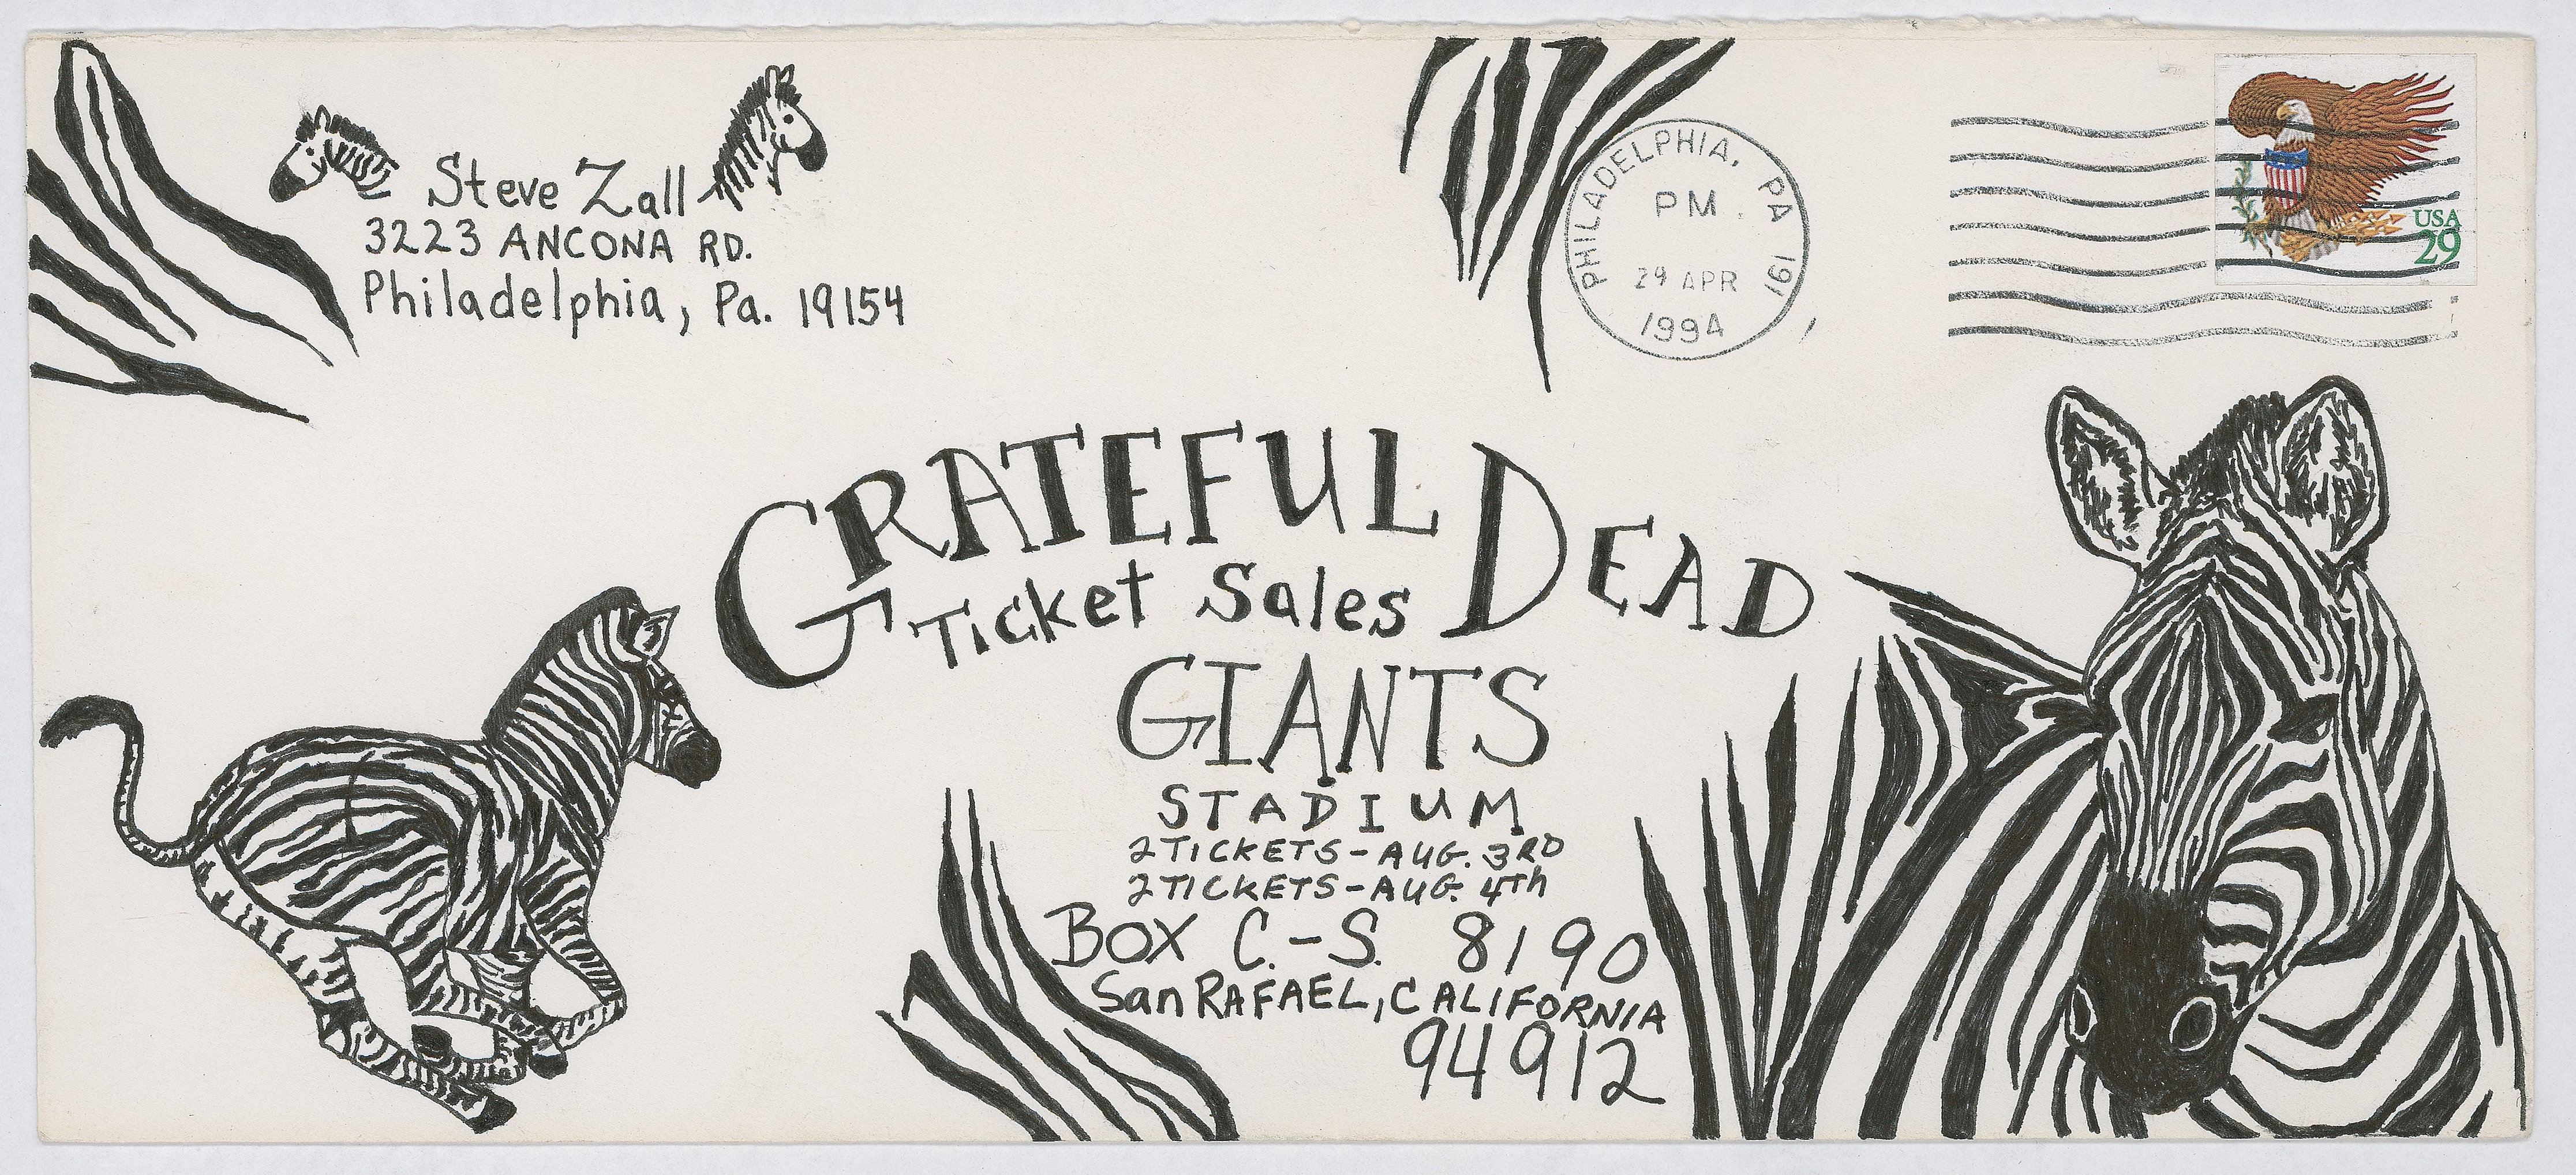 Steve Zall
3223 ANCONA RD.
Philadelphia, Pa. 19154
PHILADELPHIA, PA 191
PM
29 APR
1994
USA
29
GRATEFUL DEAD
Ticket Sales
GIANTS
STADIUM
2 TICKETS - AUG. 3RD
2 TICKETS - AUG. 4Th
BOX C.-S. 8190
San RAFAEL, CALIFORNIA
94912